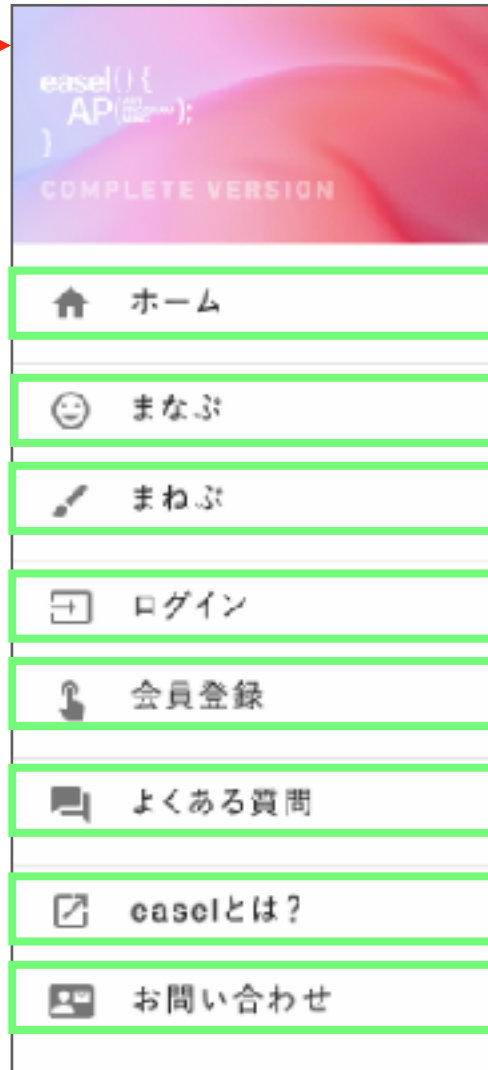 easel() {
AP( );
}
COMPLETE VERSION
ホーム
まなぶ
まねぶ
ログイン
会員登録
よくある質問
easelとは?
お問い合わせ